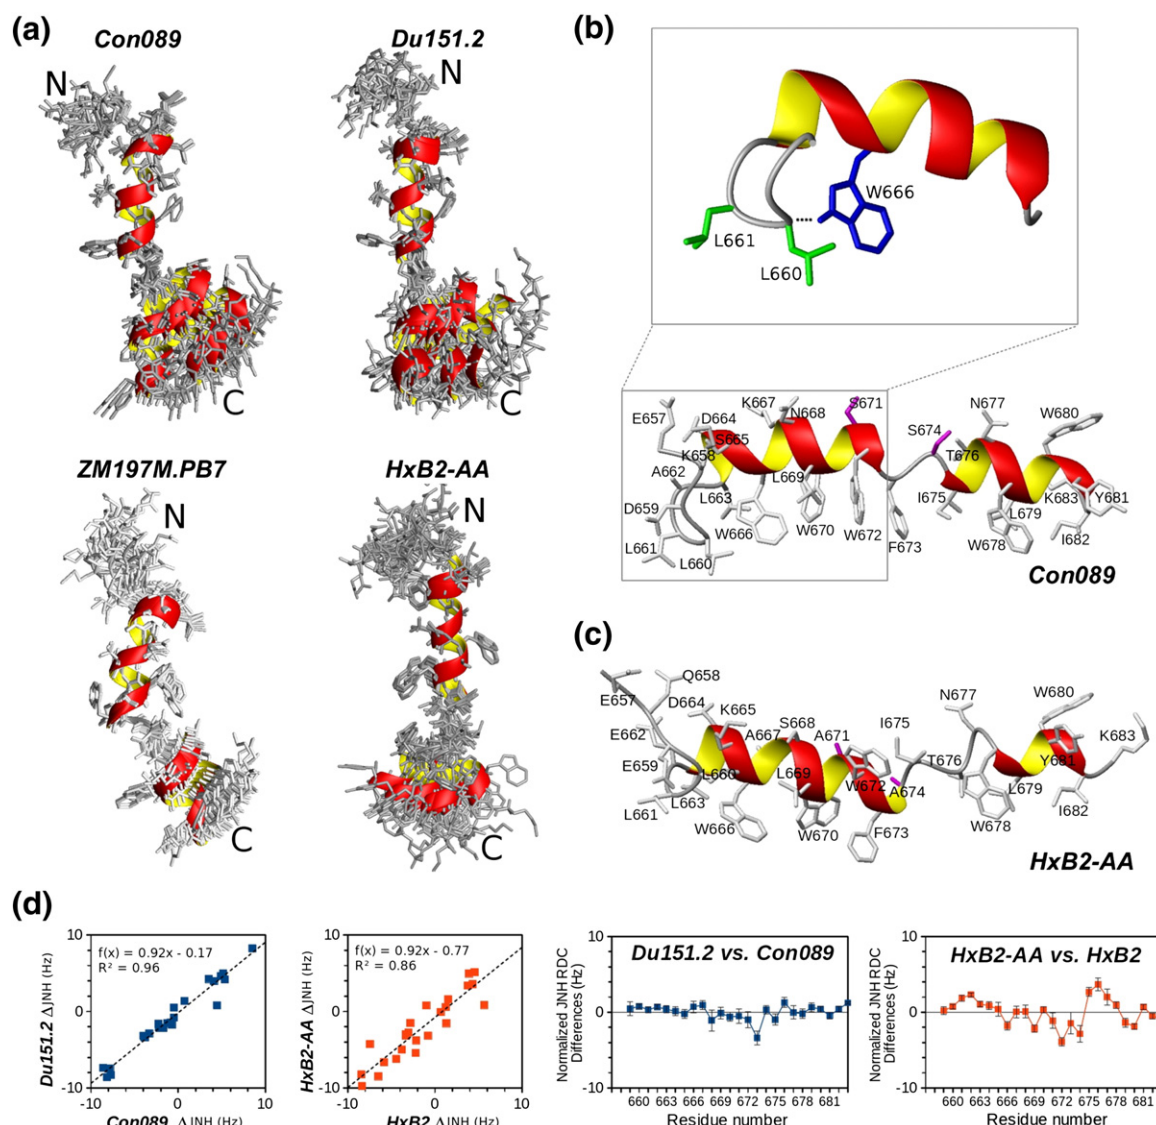 (a)
Con089
Du151.2
N
N
C
C
ZM197M.PB7
HxB2-AA
N
N
C
C
(b)
W666
L661
L660
E657
D664
K667
N668
S671
N677
W680
S665
S674
K658
T676
A662
L663
L669
K683
Y681
D659
I675
L679
W666
W670
W672
L661
F673
W678
I682
L660
Con089
(c)
Q658
E657
D664
K665
N677
W680
S668
A671
I675
E662
A667
K683
T676
Y681
E659
L660
L669
W672
A674
L663
L679
L661
W666
W670
F673
W678
I682
HxB2-AA
(d)
10
0
-10
Du151.2 ΔJNH (Hz)
f(x) = 0.92x - 0.17
R² = 0.96
-10 0 10
Con089 ΔJNH (Hz)
10
0
-10
HxB2-AA ΔJNH (Hz)
f(x) = 0.92x - 0.77
R² = 0.86
-10 0 10
HxB2 ΔJNH (Hz)
Du151.2 vs. Con089
Normalized JNH RDC
Differences (Hz)
10
0
-10
660 663 666 669 672 675 678 681
Residue number
HxB2-AA vs. HxB2
Normalized JNH RDC
Differences (Hz)
10
0
-10
660 663 666 669 672 675 678 681
Residue number